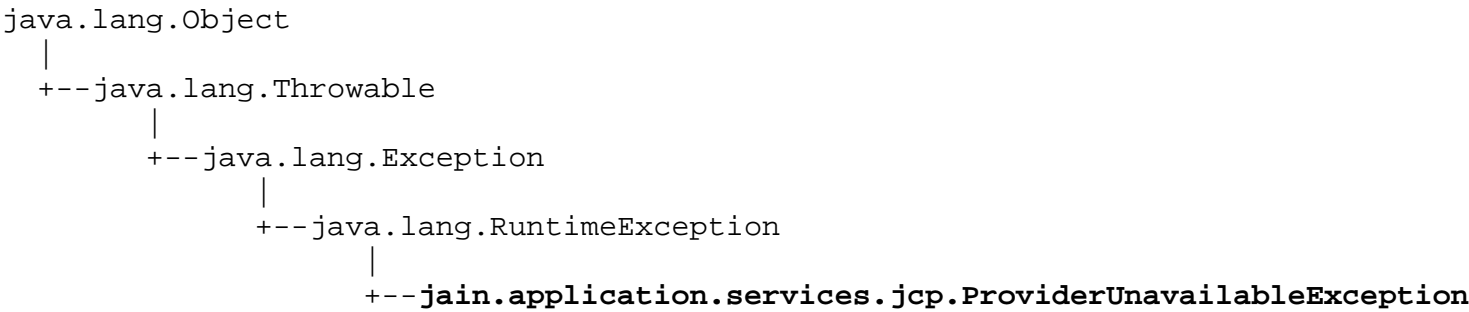 java.lang.Object
|
+--java.lang.Throwable
|
+--java.lang.Exception
|
+--java.lang.RuntimeException
|
+--jain.application.services.jcp.ProviderUnavailableException